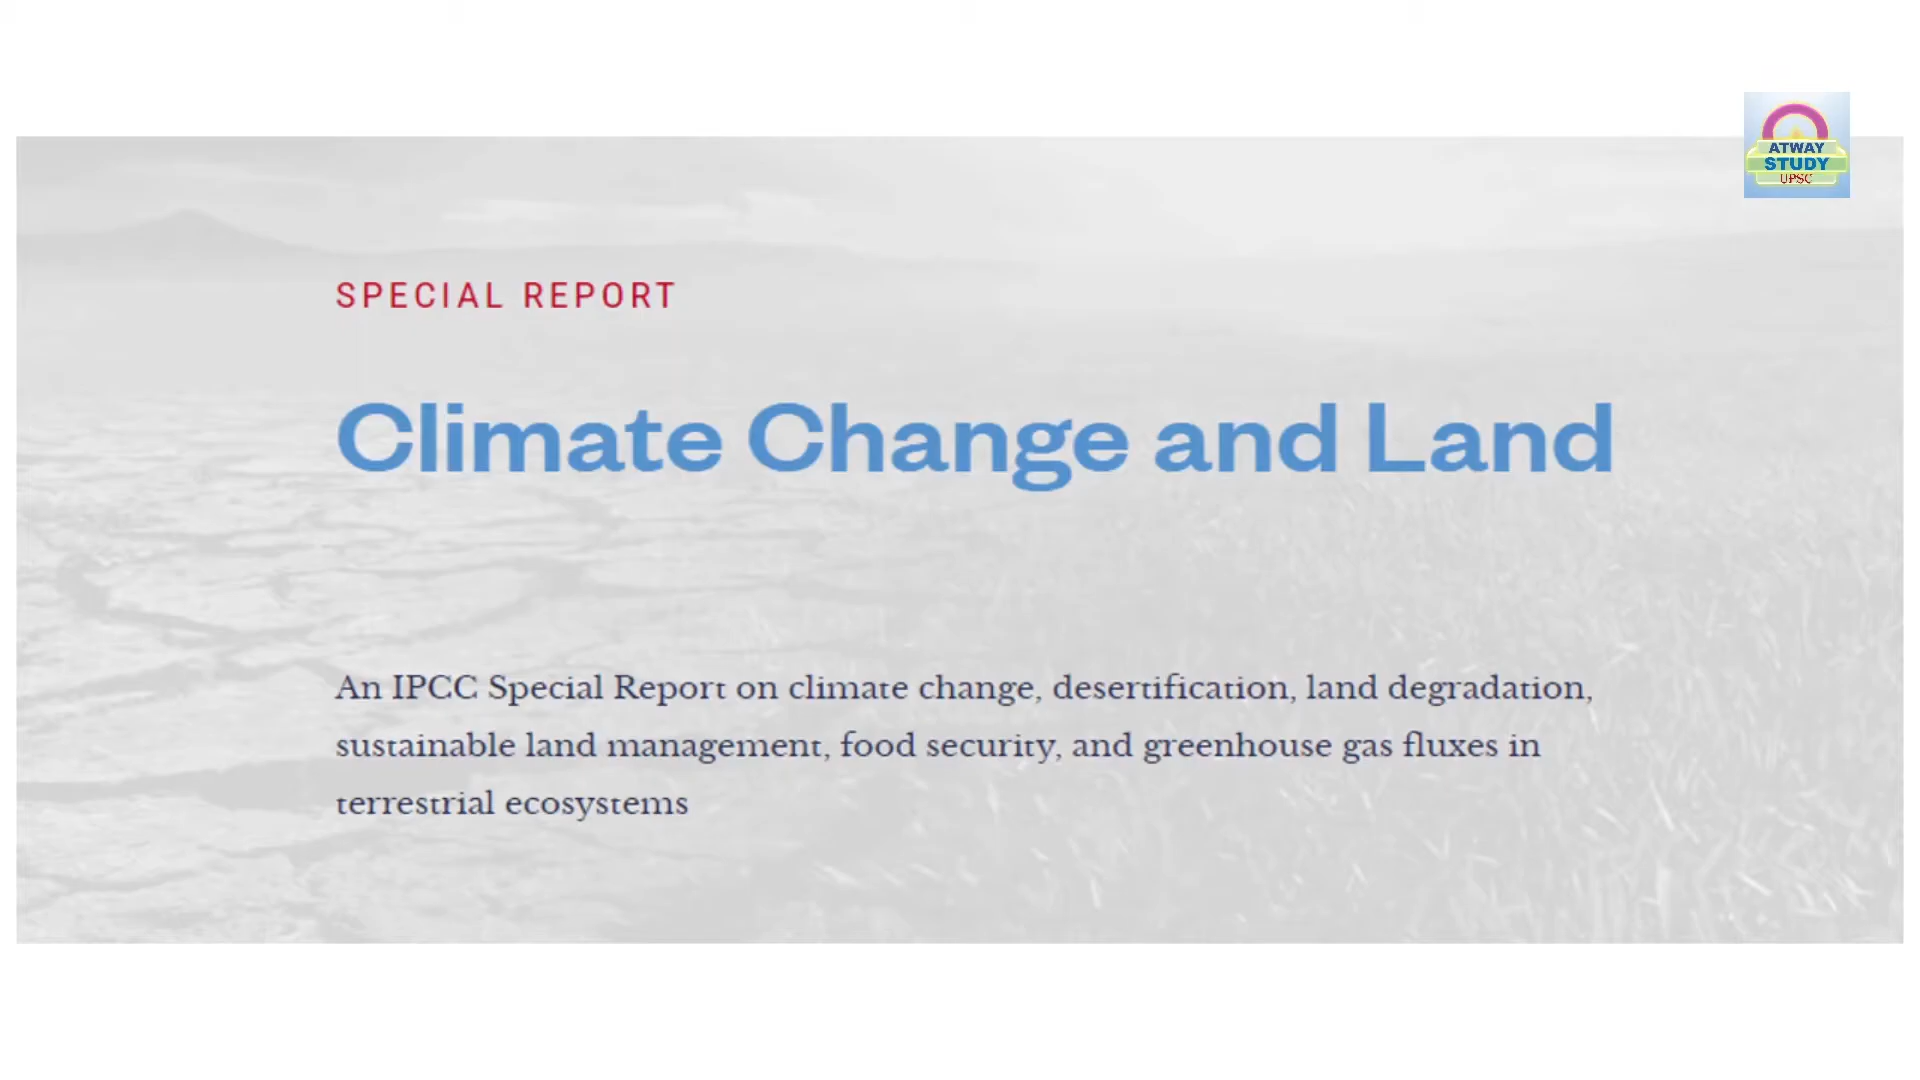 ATWAY
STUDY
UPSC
SPECIAL REPORT
Climate Change and Land
An IPCC Special Report on climate change, desertification, land degradation,
sustainable land management, food security, and greenhouse gas fluxes in
terrestrial ecosystems